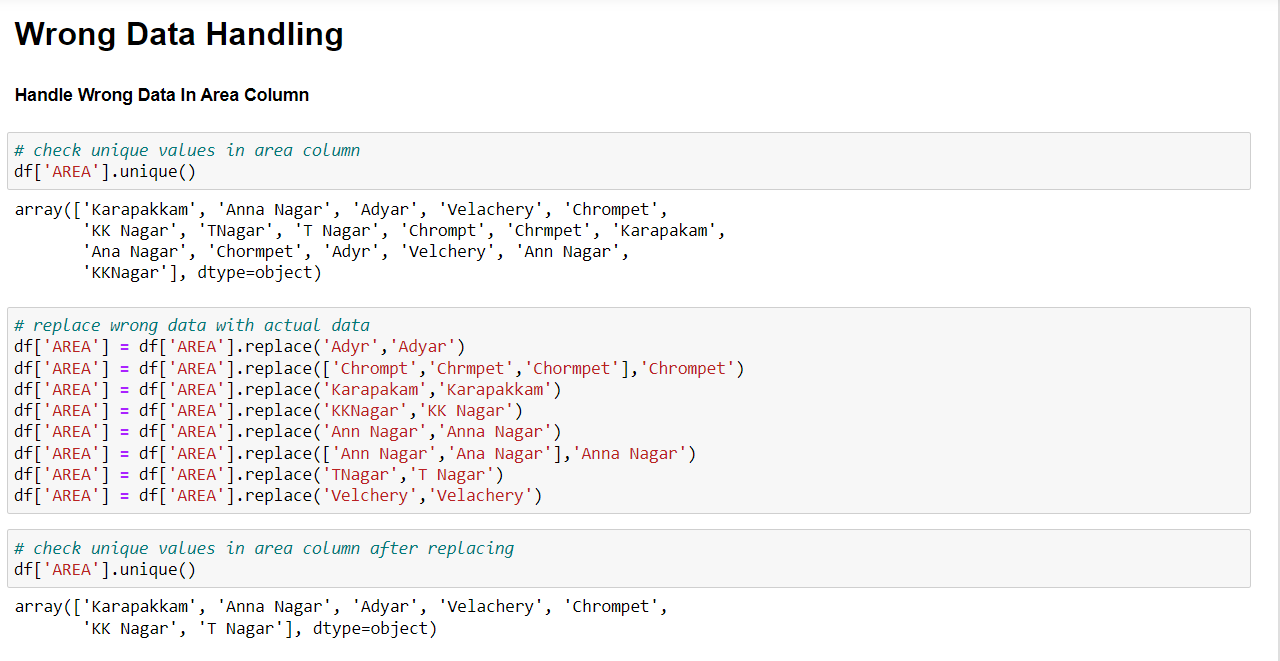 Wrong Data Handling
Handle Wrong Data In Area Column
# check unique values in area column
df['AREA'].unique()
array(['Karapakkam', 'Anna Nagar', 'Adyar', 'Velachery', 'Chrompet',
       'KK Nagar', 'TNagar', 'T Nagar', 'Chrompt', 'Chrmpet', 'Karapakam',
       'Ana Nagar', 'Chormpet', 'Adyr', 'Velchery', 'Ann Nagar',
       'KKNagar'], dtype=object)
# replace wrong data with actual data
df['AREA'] = df['AREA'].replace('Adyr','Adyar')
df['AREA'] = df['AREA'].replace(['Chrompt','Chrmpet','Chormpet'],'Chrompet')
df['AREA'] = df['AREA'].replace('Karapakam','Karapakkam')
df['AREA'] = df['AREA'].replace('KKNagar','KK Nagar')
df['AREA'] = df['AREA'].replace('Ann Nagar','Anna Nagar')
df['AREA'] = df['AREA'].replace(['Ann Nagar','Ana Nagar'],'Anna Nagar')
df['AREA'] = df['AREA'].replace('TNagar','T Nagar')
df['AREA'] = df['AREA'].replace('Velchery','Velachery')
# check unique values in area column after replacing
df['AREA'].unique()
array(['Karapakkam', 'Anna Nagar', 'Adyar', 'Velachery', 'Chrompet',
       'KK Nagar', 'T Nagar'], dtype=object)